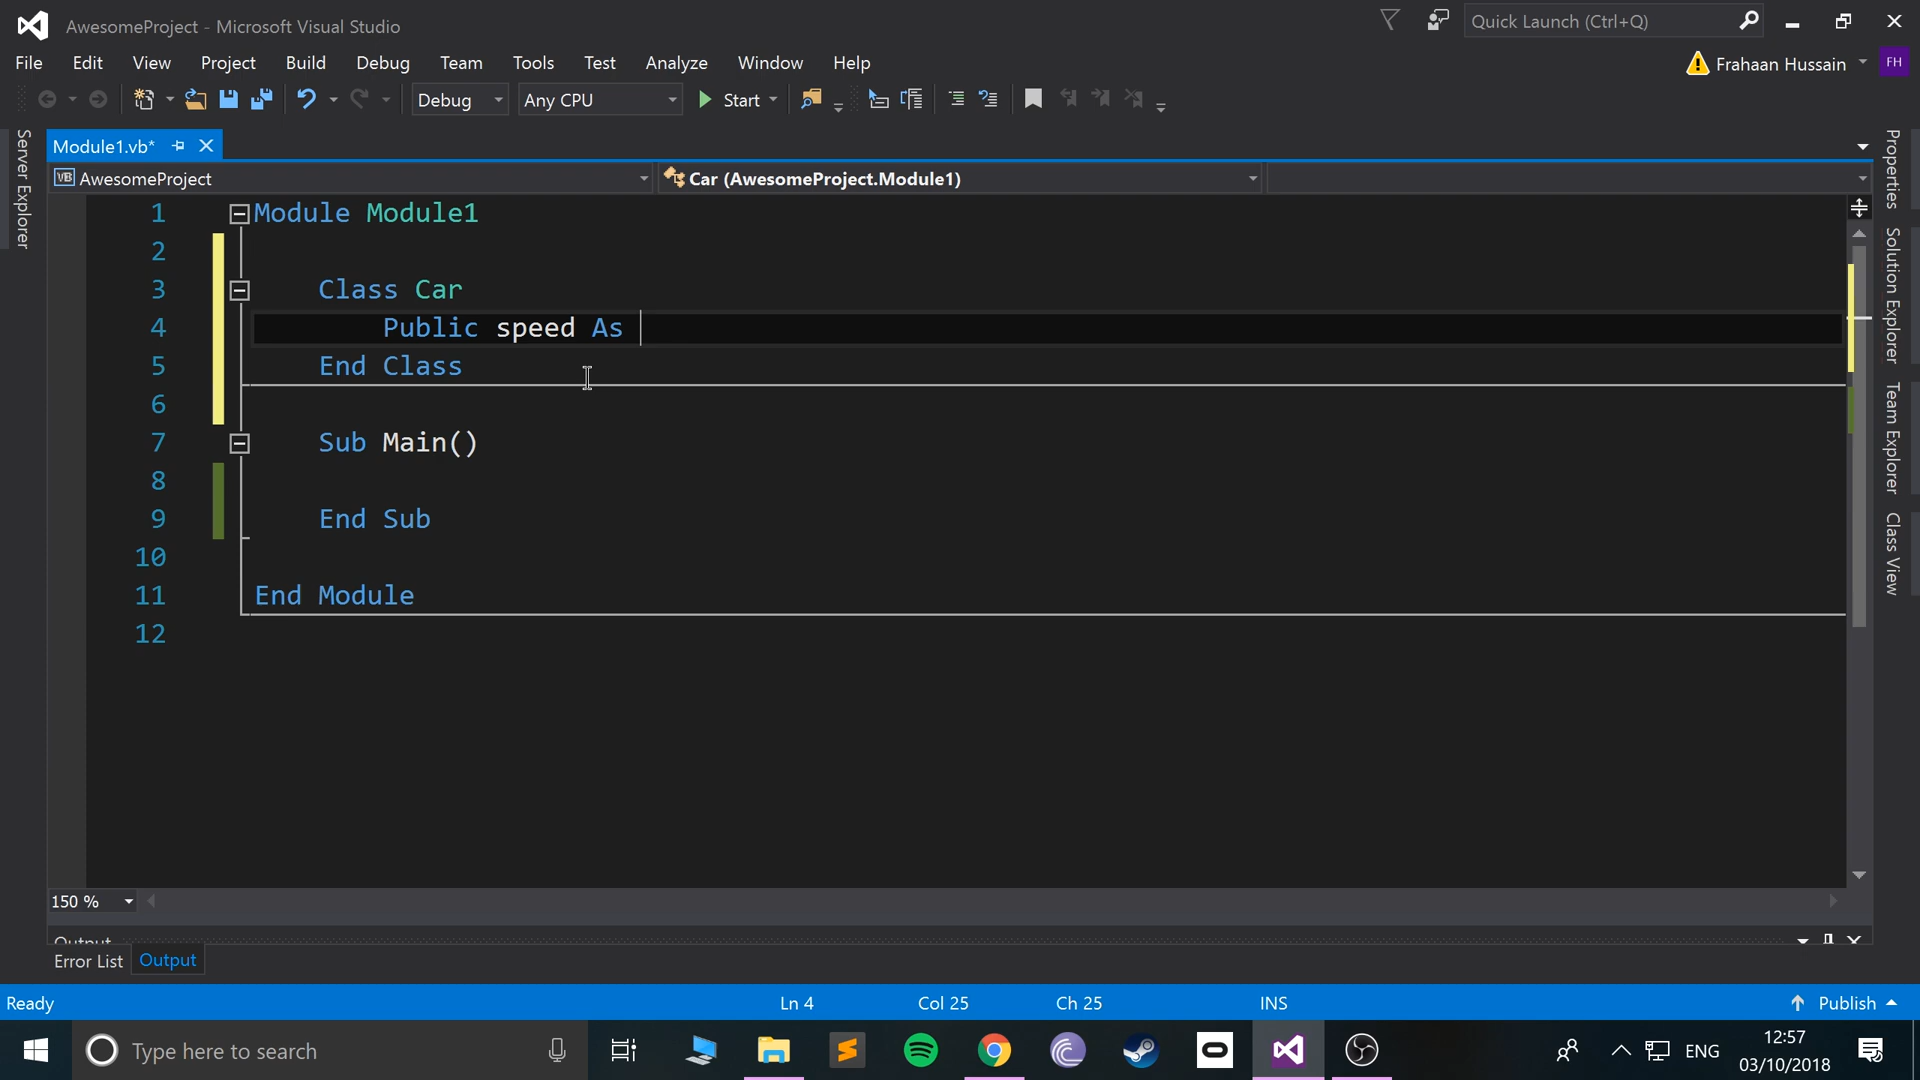 AwesomeProject - Microsoft Visual Studio
Quick Launch (Ctrl+Q)
File Edit View Project Build Debug Team Tools Test Analyze Window Help
Frahaan Hussain FH
Debug Any CPU Start
Server Explorer
Module1.vb*
VB AwesomeProject Car (AwesomeProject.Module1)
1 Module Module1
2
3 Class Car
4 Public speed As
5 End Class
6
7 Sub Main()
8
9 End Sub
10
11 End Module
12
Properties
Solution Explorer
Team Explorer
Class View
150 %
Output
Error List Output
Ready Ln 4 Col 25 Ch 25 INS Publish
Type here to search
ENG
12:57
03/10/2018